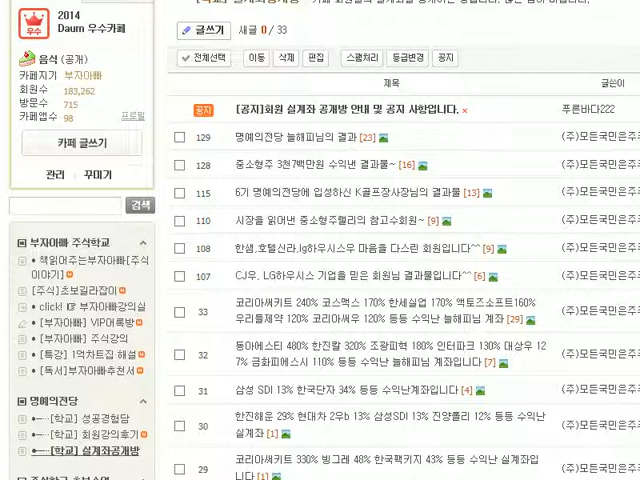 2014
Daum 우수카페
우수
음식 (공개)
카페지기 부자아빠
회원수 183,262
방문수 715
카페앱수 98
프로필
카페 글쓰기
관리 꾸미기
검색
부자아빠 주식학교
책읽어주는부자아빠[주식
이야기]
[주식]초보길라잡이
click! ☞ 부자아빠강의실
[부자아빠] VIP어록방
[부자아빠] 주식강의
[특강] 1억차트집 해설
[독서]부자아빠추천서
명예의전당
[학교] 성공경험담
[학교] 회원강의후기
[학교] 실계좌공개방
글쓰기 새글 0 / 33
전체선택 이동 삭제 편집 스팸처리 등급변경 공지
제목 글쓴이
공지 [공지]회원 실계좌 공개방 안내 및 공지 사항입니다. × 푸른바다222
129 명예의전당 늘해피님의 결과 [23] (주)모든국민은주
128 중소형주 3천7백만원 수익낸 결과물~ [16] (주)모든국민은주
115 6기 명예의전당에 입성하신 K골프장사장님의 결과물 [13] (주)모든국민은주
110 시장을 읽어낸 중소형주헬리의 참고수회원~ [9] (주)모든국민은주
108 한샘,호텔신라,lg하우시스우 마음을 다스린 회원입니다^^ [9] (주)모든국민은주
107 CJ우, LG하우시스 기업을 믿은 회원님 결과물입니다^^ [6] (주)모든국민은주
33 코리아써키트 240% 코스맥스 170% 한세실업 170% 액토즈소프트160%
우리들제약 120% 코리아써우 120% 등등 수익난 늘해피님 계좌 [29] (주)모든국민은주
32 동아에스티 480% 한진칼 320% 조광피혁 180% 인터파크 130% 대상우 12
7% 금화피에스시 110% 등등 수익난 늘해피님 계좌입니다 [7] (주)모든국민은주
31 삼성 SDI 13% 한국단자 34% 등등 수익난계좌입니다 [4] (주)모든국민은주
30 한진해운 29% 현대차 2우b 13% 삼성SDI 13% 진양폴리 12% 등등 수익난
실계좌 [1] (주)모든국민은주
29 코리아써키트 330% 빙그레 48% 한국팩키지 43% 등등 수익난 실계좌입
니다 [1] (주)모든국민은주